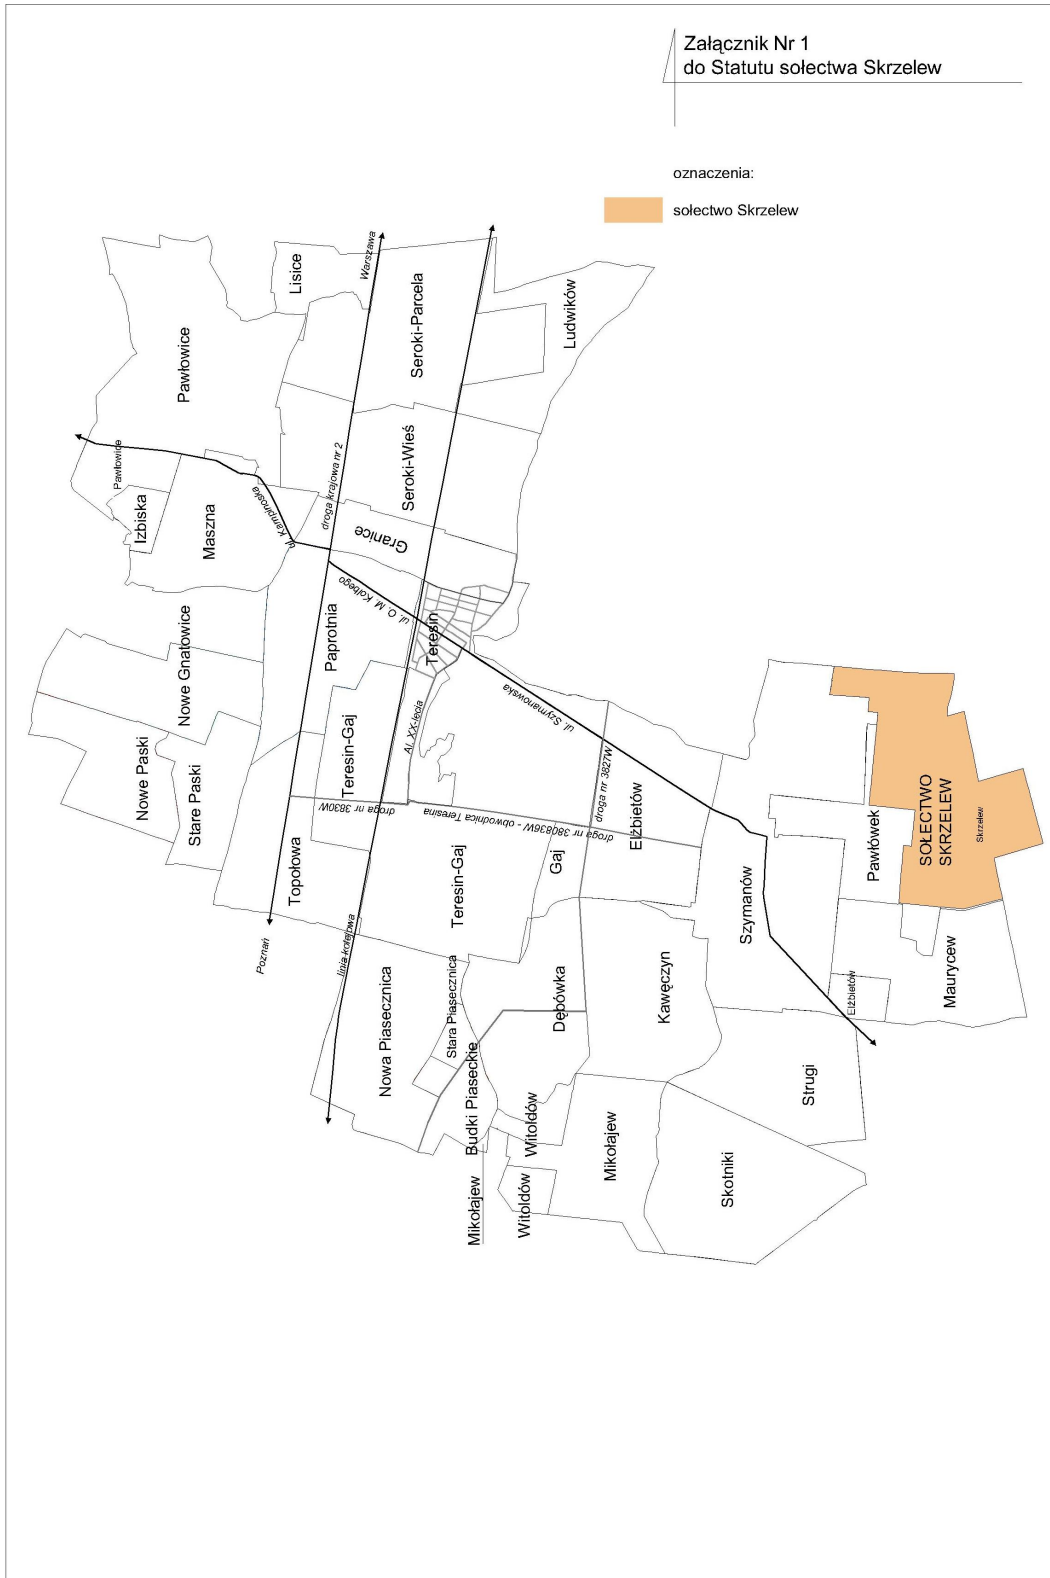 Załącznik Nr 1
do Statutu sołectwa Skrzelew
oznaczenia:
sołectwo Skrzelew
Warszawa
Lisice
Pawłowice
Seroki-Parcela
Ludwików
Pawłowice
Izbiska
Maszna
ul. Kampinoska
droga krajowa nr 2
Seroki-Wieś
Granice
Nowe Gnatowice
Paprotnia
ul. O. M. Kolbego
Teresin
Nowe Paski
Stare Paski
Teresin-Gaj
Al. XX-lecia
ul. Szymanowska
droga nr 3830W
droga nr 380836W - obwodnica Teresina
droga nr 3827W
Topołowa
Teresin-Gaj
Gaj
Elżbietów
Poznań
linia kolejowa
Pawłówek
SOŁECTWO
SKRZELEW
Skrzelew
Szymanów
Nowa Piasecznica
Stara Piasecznica
Dębówka
Kawęczyn
Elżbietów
Maurycew
Budki Piaseckie
Witoldów
Strugi
Mikołajew
Mikołajew
Witoldów
Skotniki